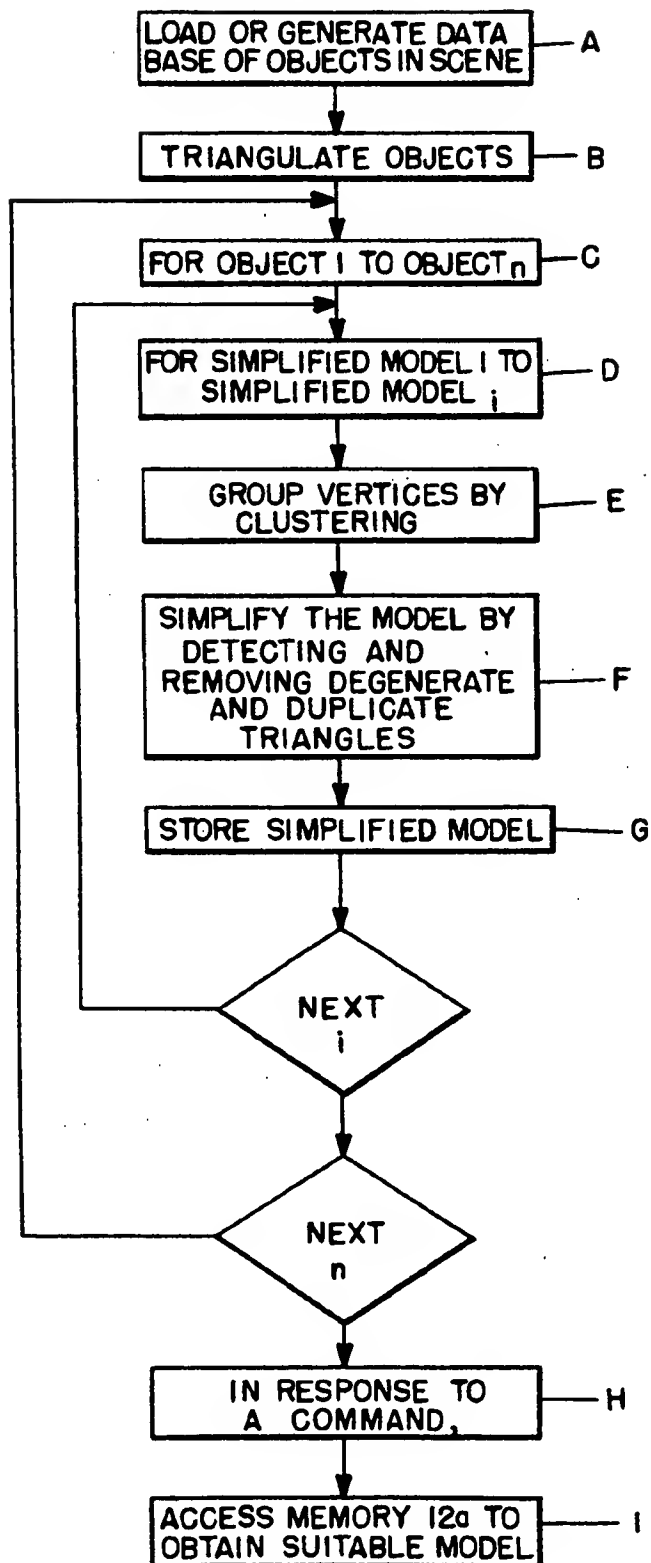 LOAD OR GENERATE DATA
BASE OF OBJECTS IN SCENE
A
TRIANGULATE OBJECTS
B
FOR OBJECT 1 TO OBJECT n
C
FOR SIMPLIFIED MODEL 1 TO
SIMPLIFIED MODEL i
D
GROUP VERTICES BY
CLUSTERING
E
SIMPLIFY THE MODEL BY
DETECTING AND
REMOVING DEGENERATE
AND DUPLICATE
TRIANGLES
F
STORE SIMPLIFIED MODEL
G
NEXT
i
NEXT
n
IN RESPONSE TO
A COMMAND,
H
ACCESS MEMORY 12a TO
OBTAIN SUITABLE MODEL
I